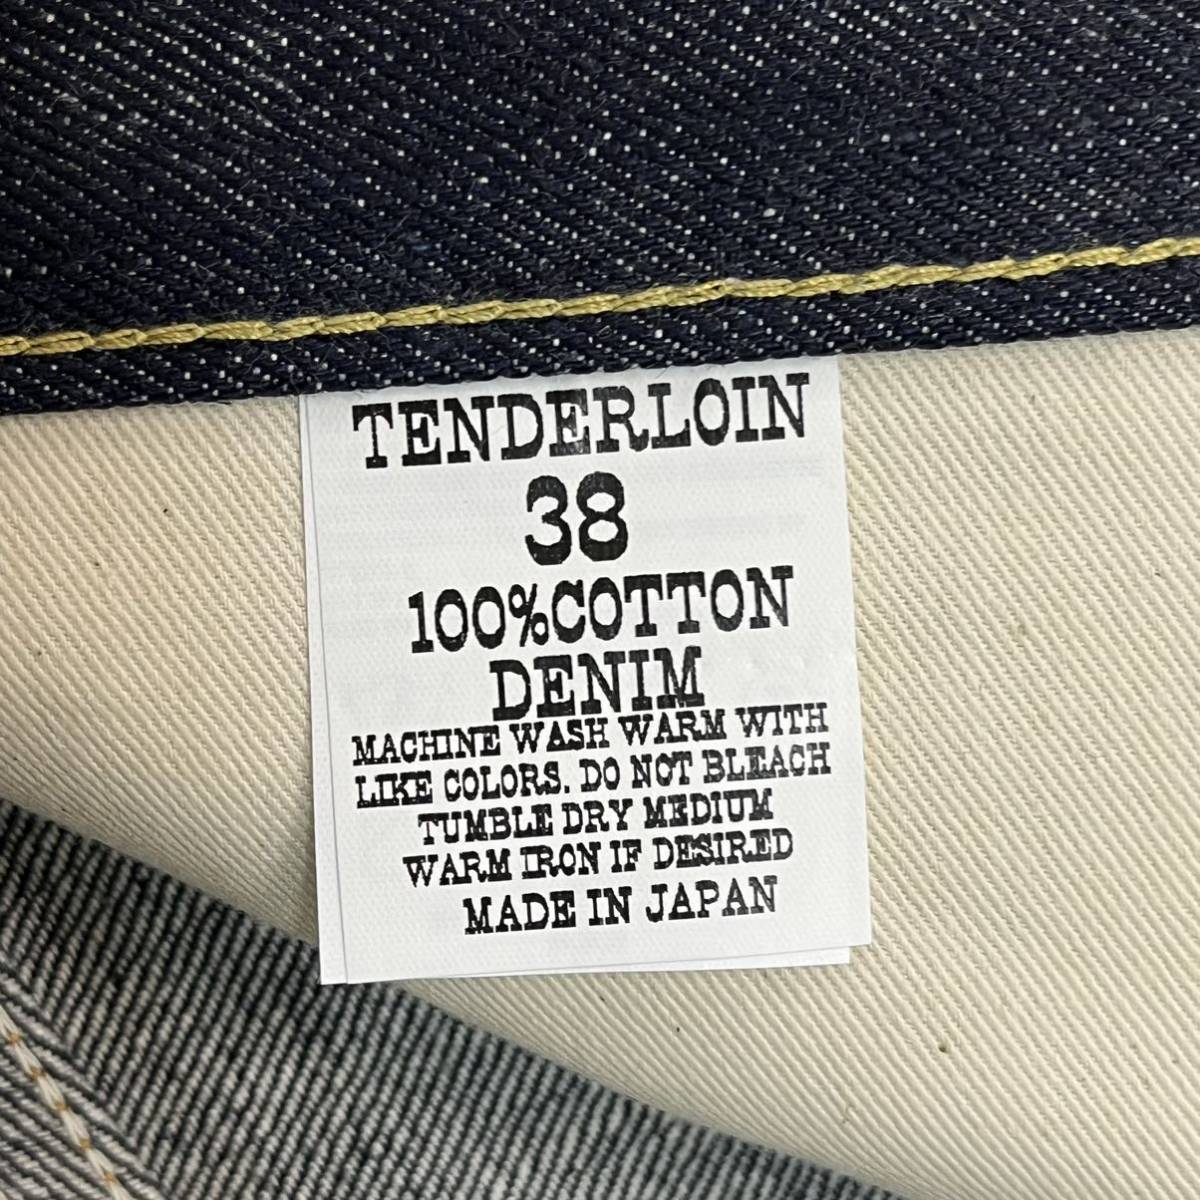 TENDERLOIN
38
100%COTTON
DENIM
MACHINE WASH WARM WITH
LIKE COLORS. DO NOT BLEACH
TUMBLE DRY MEDIUM
WARM IRON IF DESIRED
MADE IN JAPAN